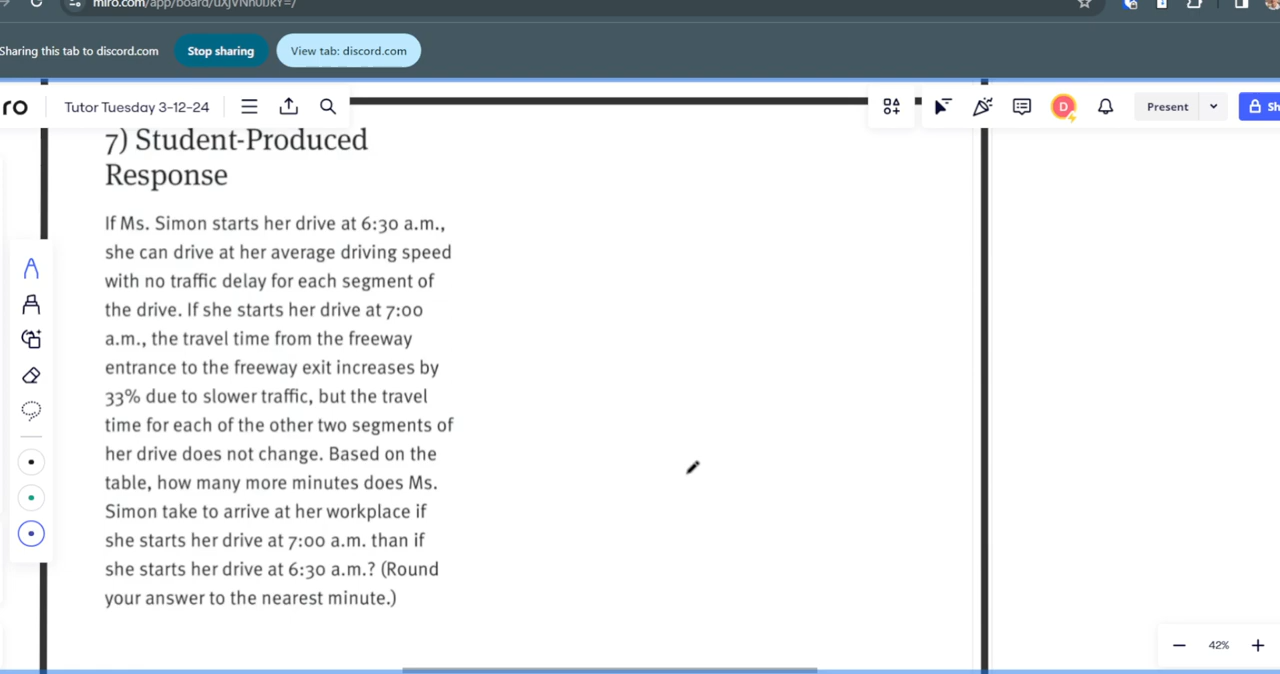 miro.com/app/board/uXjVNh0IJkY=/
Sharing this tab to discord.com
Stop sharing
View tab: discord.com
ro
Tutor Tuesday 3-12-24
D
Present
Sh
7) Student-Produced
Response
If Ms. Simon starts her drive at 6:30 a.m.,
she can drive at her average driving speed
with no traffic delay for each segment of
the drive. If she starts her drive at 7:00
a.m., the travel time from the freeway
entrance to the freeway exit increases by
33% due to slower traffic, but the travel
time for each of the other two segments of
her drive does not change. Based on the
table, how many more minutes does Ms.
Simon take to arrive at her workplace if
she starts her drive at 7:00 a.m. than if
she starts her drive at 6:30 a.m.? (Round
your answer to the nearest minute.)
42%